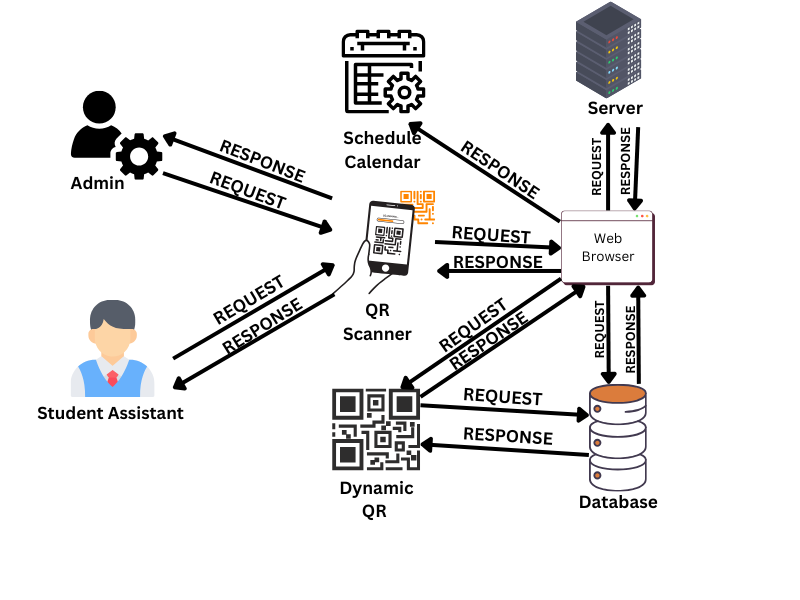 Server
Schedule
Calendar
Admin
RESPONSE
REQUEST
RESPONSE
REQUEST
RESPONSE
REQUEST
RESPONSE
Web
Browser
QR
Scanner
REQUEST
RESPONSE
REQUEST
RESPONSE
REQUEST
RESPONSE
Student Assistant
REQUEST
RESPONSE
Dynamic
QR
Database